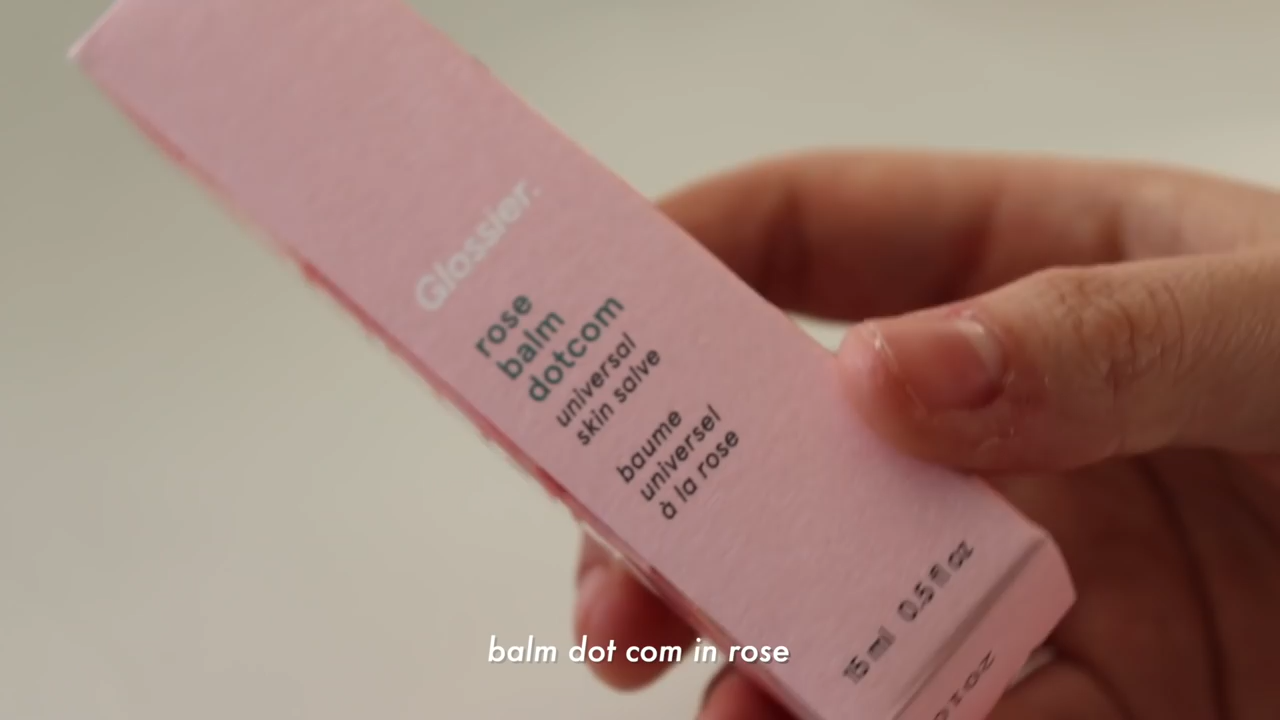 Glossier.
rose
balm
dotcom
universal
skin salve
baume
universel
à la rose
15 ml 0.5 fl oz
balm dot com in rose